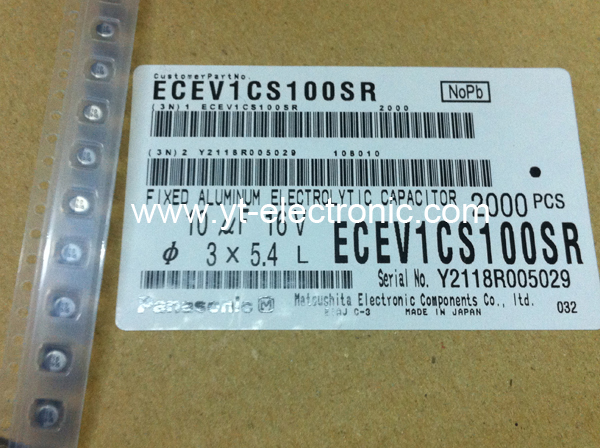 CustomerPartNo.
ECEV1CS100SR
NoPb
(3N)1 ECEV1CS100SR 2000
(3N)2 Y2118R005029 108010
FIXED ALUMINUM ELECTROLYTIC CAPACITOR 2000 PCS
www.yt-electronic.com
10 16V
ECEV1CS100SR
φ 3×5.4 L
Serial No. Y2118R005029
Panasonic M Matsushita Electronic Components Co., ltd.
C-3 MADE IN JAPAN 032